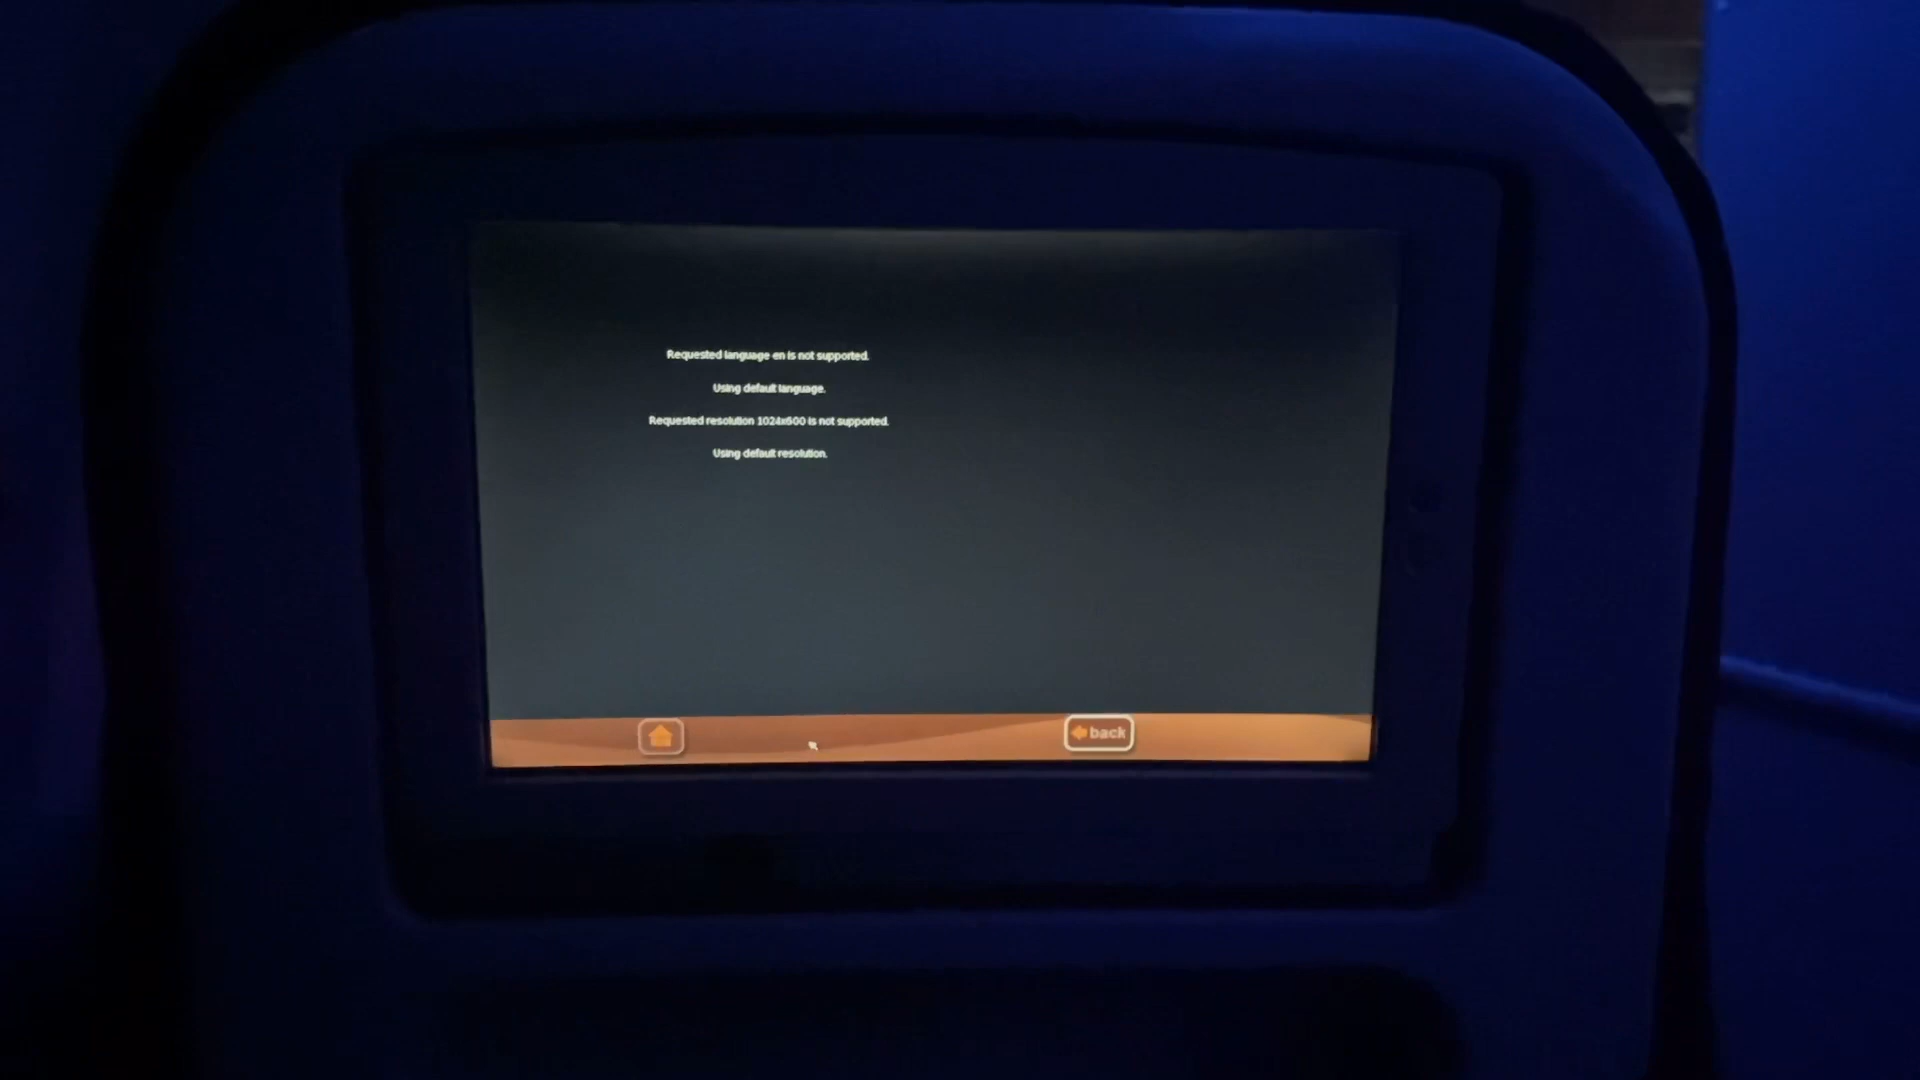 Requested language en is not supported.
Using default language.
Requested resolution 1024x600 is not supported.
Using default resolution.
back